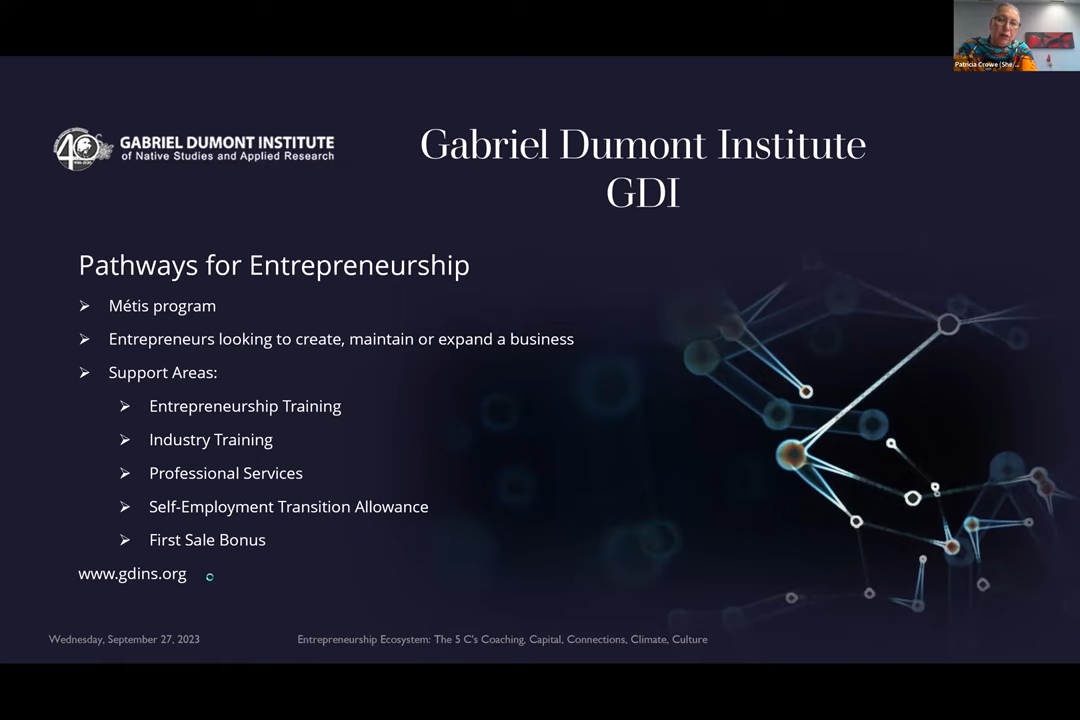 Patricia Crowe (She/...
GABRIEL DUMONT INSTITUTE
of Native Studies and Applied Research
40
Gabriel Dumont Institute
GDI
Pathways for Entrepreneurship
Métis program
Entrepreneurs looking to create, maintain or expand a business
Support Areas:
Entrepreneurship Training
Industry Training
Professional Services
Self-Employment Transition Allowance
First Sale Bonus
www.gdins.org
Wednesday, September 27, 2023
Entrepreneurship Ecosystem: The 5 C's Coaching, Capital, Connections, Climate, Culture